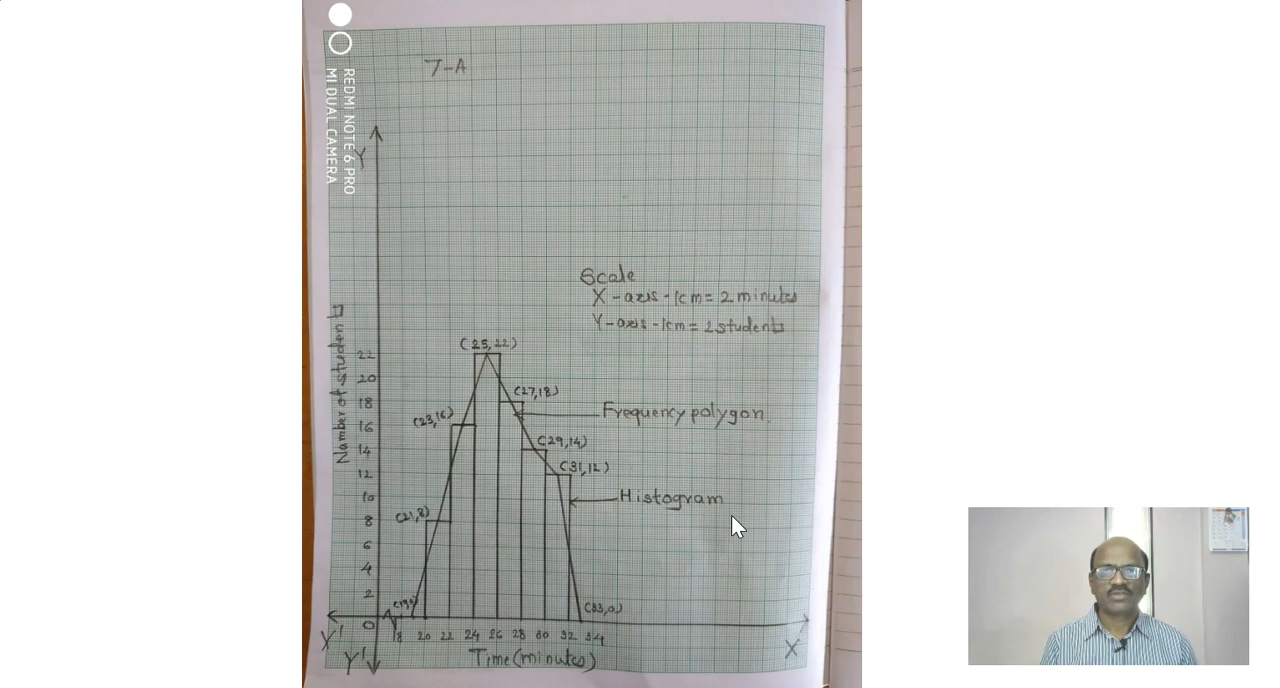 7-A
REDMI NOTE 6 PRO
MI DUAL CAMERA
Y
Scale
X-axis-1cm=2 minutes
Y-axis-1cm=2students
Number of student
(25,22)
(27,18)
(23,16)
Frequency polygon
(29,14)
(31,12)
Histogram
(21,8)
(33,0)
22
20
18
16
14
12
10
8
6
4
2
0
18 20 22 24 26 28 30 32 34
X'
X
Y'
Time(minutes)